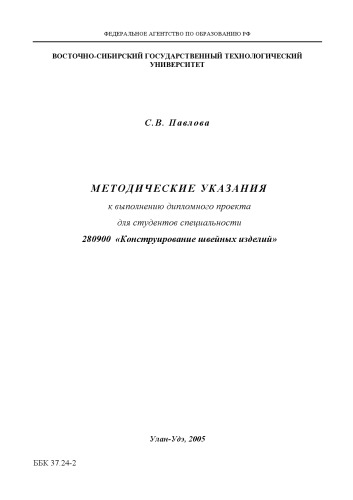 ФЕДЕРАЛЬНОЕ АГЕНТСТВО ПО ОБРАЗОВАНИЮ РФ
ВОСТОЧНО-СИБИРСКИЙ ГОСУДАРСТВЕННЫЙ ТЕХНОЛОГИЧЕСКИЙ
УНИВЕРСИТЕТ
С.В. Павлова
МЕТОДИЧЕСКИЕ УКАЗАНИЯ
к выполнению дипломного проекта
для студентов специальности
280900 «Конструирование швейных изделий»
Улан-Удэ, 2005
ББК 37.24-2